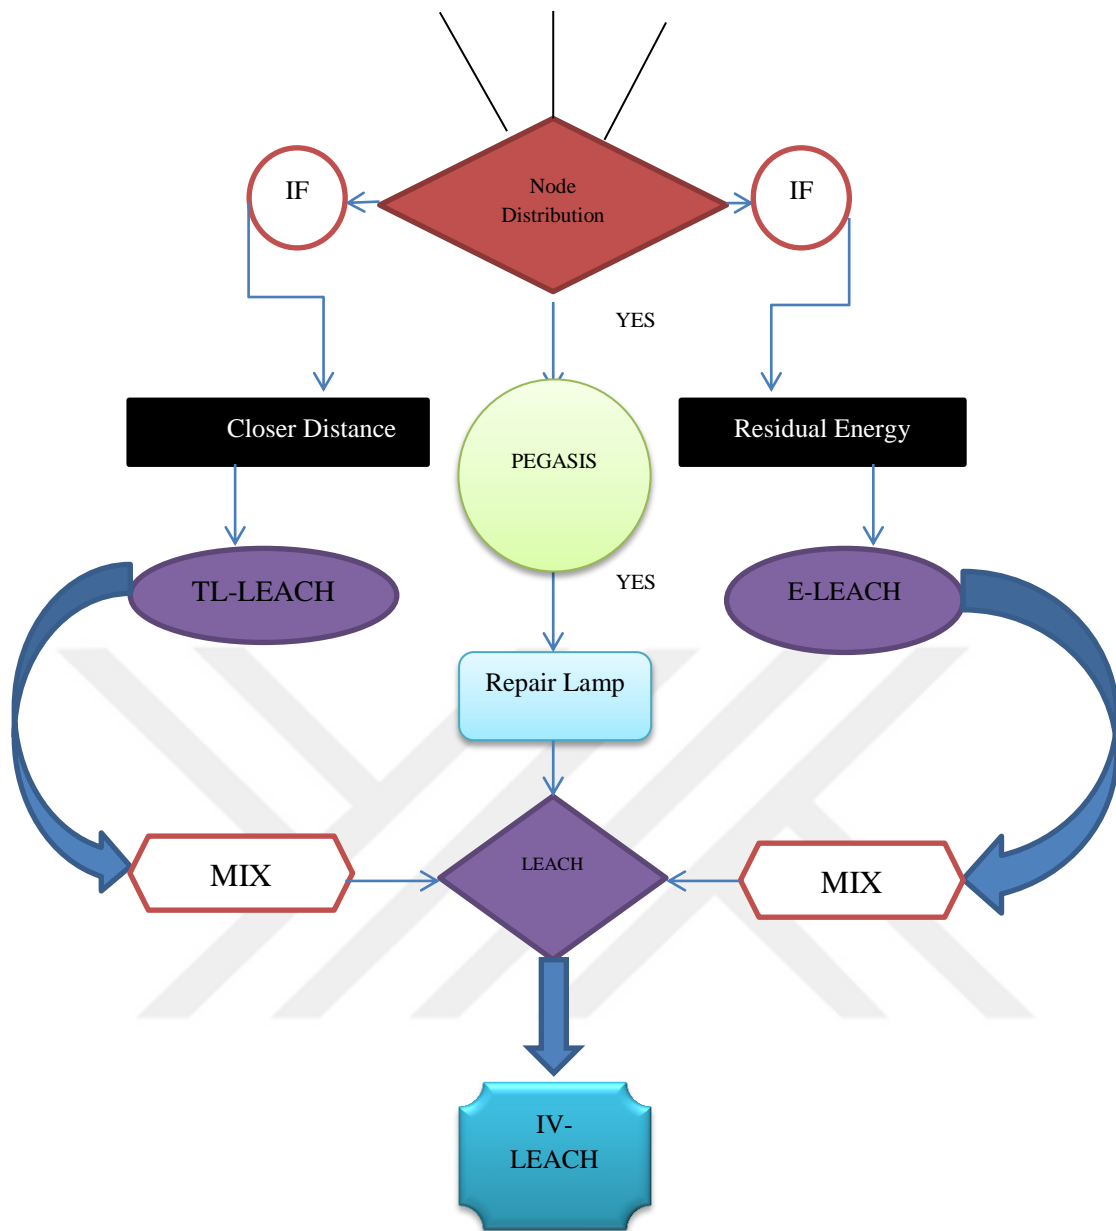 IF
Node
Distribution
IF
YES
Closer Distance
PEGASIS
Residual Energy
YES
TL-LEACH
E-LEACH
Repair Lamp
MIX
LEACH
MIX
IV-
LEACH